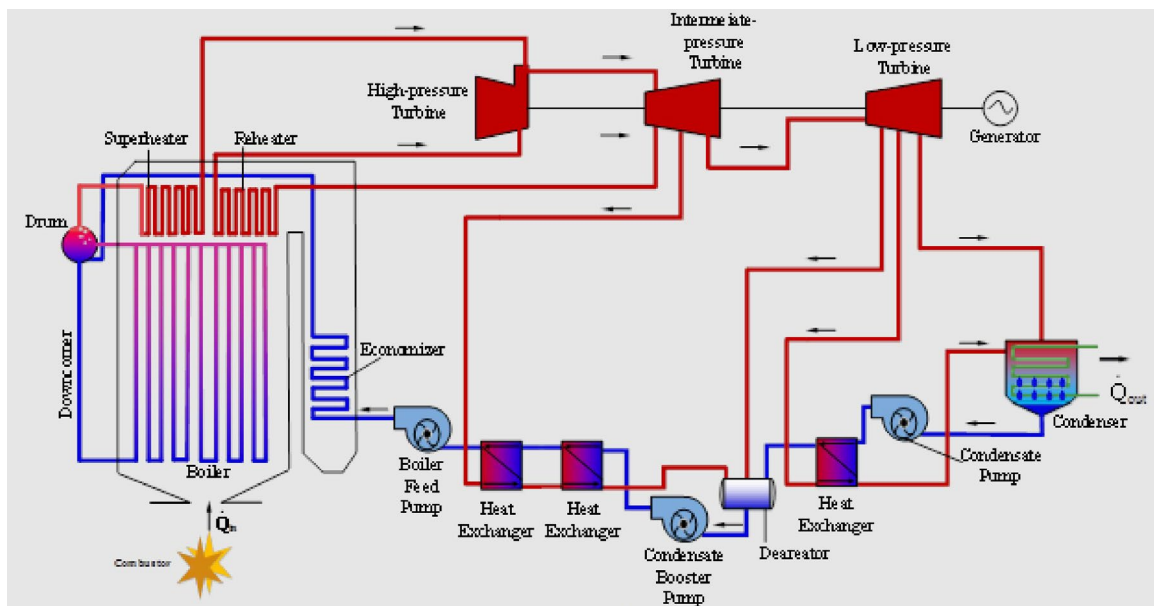 Intermeiate-
pressure
Turbine
Low-pressure
Turbine
High-pressure
Turbine
Generator
Superheater
Reheater
Drum
Downcomer
Economizer
Boiler
Q̇in
Combustor
Boiler
Feed
Pump
Heat
Exchanger
Heat
Exchanger
Condensate
Booster
Pump
Deareator
Heat
Exchanger
Condensate
Pump
Condenser
Q̇out